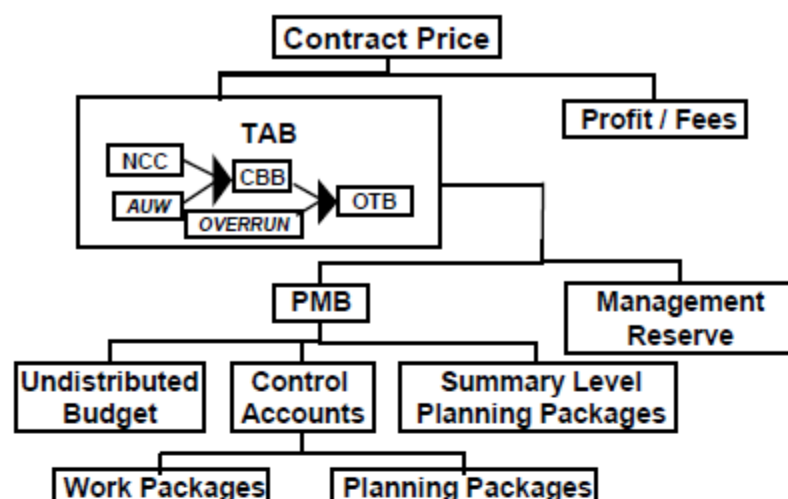 Contract Price
Profit / Fees
TAB
NCC
CBB
AUW
OVERRUN
OTB
PMB
Management
Reserve
Undistributed
Budget
Control
Accounts
Summary Level
Planning Packages
Work Packages
Planning Packages